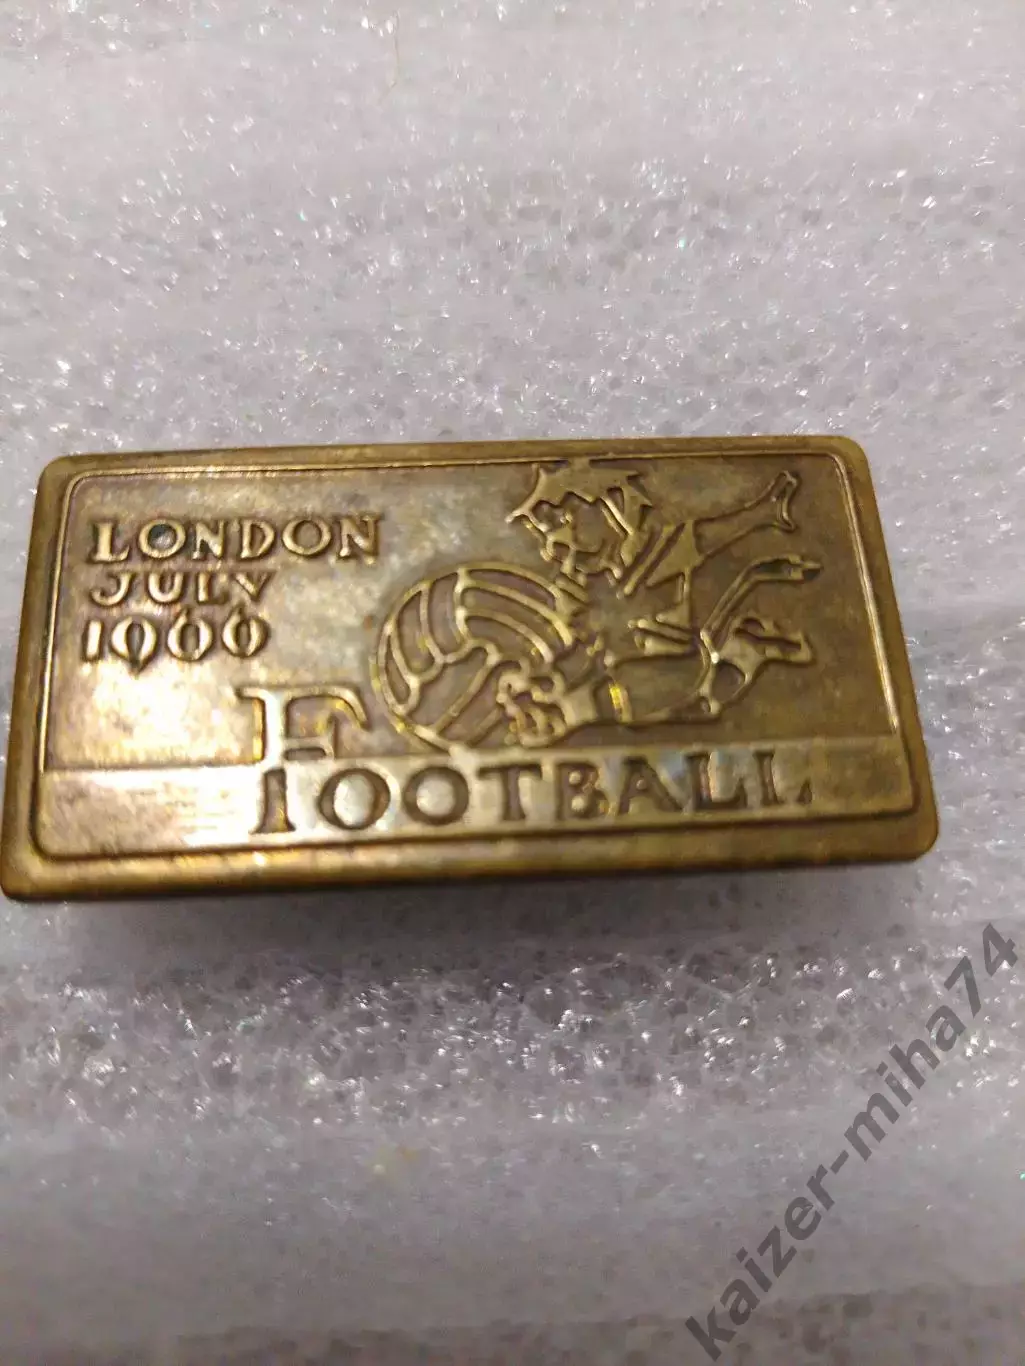 LONDON
JULY
1966
FOOTBALL
kaizer-miha74